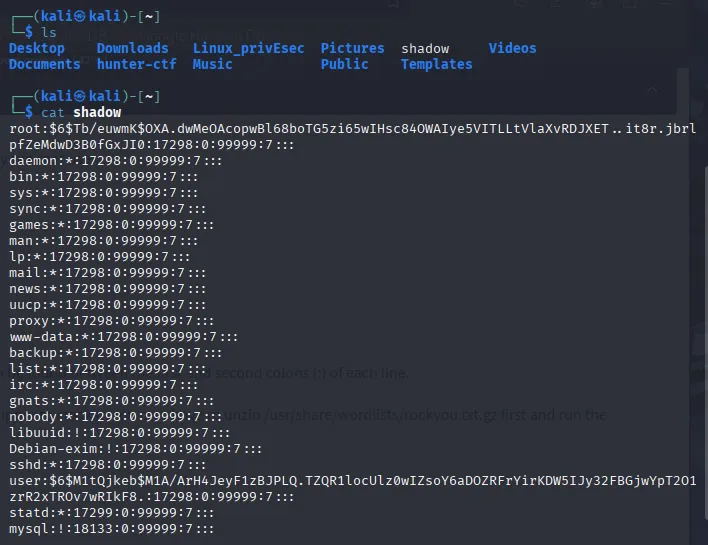 ┌──(kali㉿kali)-[~]
└─$ ls
Desktop Downloads Linux_privEsec Pictures shadow Videos
Documents hunter-ctf Music Public Templates
┌──(kali㉿kali)-[~]
└─$ cat shadow
root:$6$Tb/euwmK$OXA.dwMeOAcopwBl68boTG5zi65wIHsc84OWAIye5VITLLtVlaXvRDJXET..it8r.jbrl
pfZeMdwD3B0fGxJI0:17298:0:99999:7:::
daemon:*:17298:0:99999:7:::
bin:*:17298:0:99999:7:::
sys:*:17298:0:99999:7:::
sync:*:17298:0:99999:7:::
games:*:17298:0:99999:7:::
man:*:17298:0:99999:7:::
lp:*:17298:0:99999:7:::
mail:*:17298:0:99999:7:::
news:*:17298:0:99999:7:::
uucp:*:17298:0:99999:7:::
proxy:*:17298:0:99999:7:::
www-data:*:17298:0:99999:7:::
backup:*:17298:0:99999:7:::
list:*:17298:0:99999:7:::
second colons (:) of each line.
irc:*:17298:0:99999:7:::
gnats:*:17298:0:99999:7:::
nobody:*:17298:0:99999:7:::
unzip /usr/share/wordlists/rockyou.txt.gz first and run the
libuuid:!:17298:0:99999:7:::
Debian-exim:!:17298:0:99999:7:::
sshd:*:17298:0:99999:7:::
user:$6$M1tQjkeb$M1A/ArH4JeyF1zBJPLQ.TZQR1locUlz0wIZsoY6aDOZRFrYirKDW5IJy32FBGjwYpT2O1
zrR2xTROv7wRIkF8.:17298:0:99999:7:::
statd:*:17299:0:99999:7:::
mysql:!:18133:0:99999:7:::